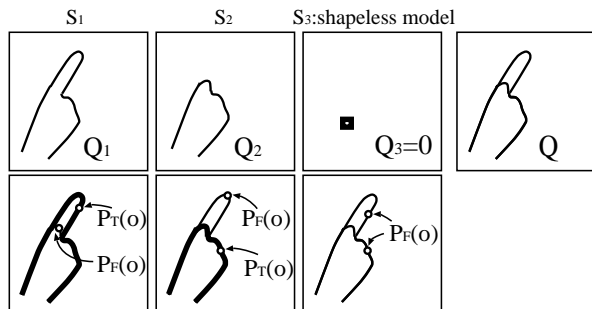 S1 S2 S3:shapeless model
Q1 Q2 Q3=0 Q
PT(o) PF(o)
PF(o) PT(o) PF(o)